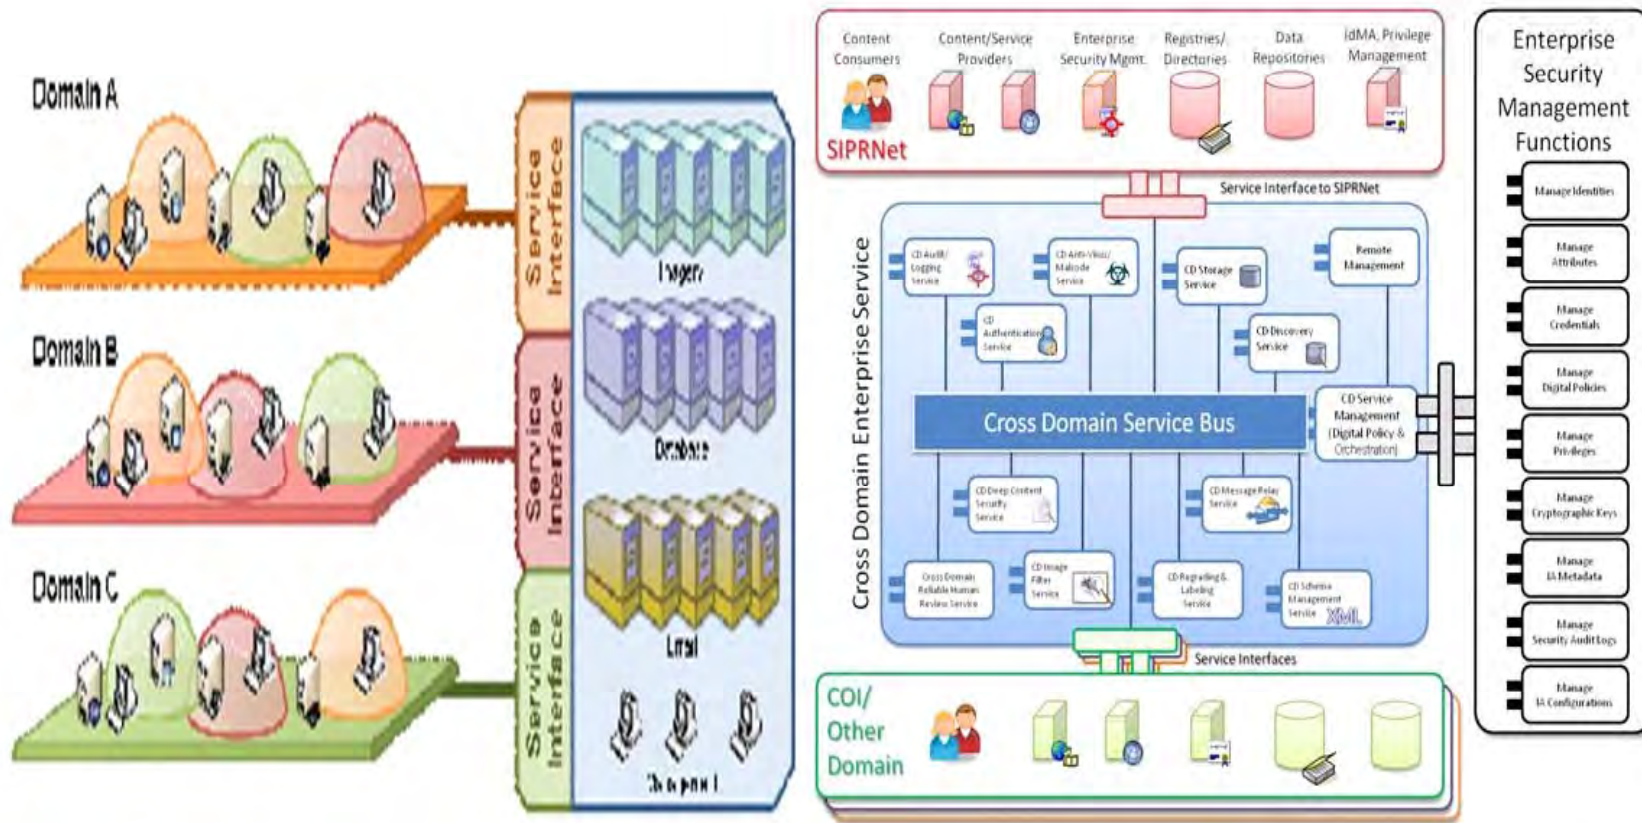 Domain A
Domain B
Domain C
Service
Interface
Service
Interface
Service
Interface
Imagery
Database
Email
Content
Consumers
Content/Service
Providers
Enterprise
Security Mgmt.
Registries/
Directories
Data
Repositories
IdMA, Privilege
Management
SIPRNet
Service Interface to SIPRNet
Cross Domain Enterprise Service
CD Audit/
Logging
Service
CD Anti-Virus/
Malcode
Service
CD Storage
Service
Remote
Management
CD
Authentication
Service
CD Discovery
Service
Cross Domain Service Bus
CD Service
Management
(Digital Policy &
Orchestration)
CD Deep Content
Security
Service
CD Message Relay
Service
Cross Domain
Reliable Human
Review Service
CD Image
Filter
Service
CD Regrading &
Labeling
Service
CD Schema
Management
Service
XML
Service Interfaces
COI/
Other
Domain
Enterprise
Security
Management
Functions
Manage Identities
Manage
Attributes
Manage
Credentials
Manage
Digital Policies
Manage
Privileges
Manage
Cryptographic Keys
Manage
IA Metadata
Manage
Security Audit Logs
Manage
IA Configurations